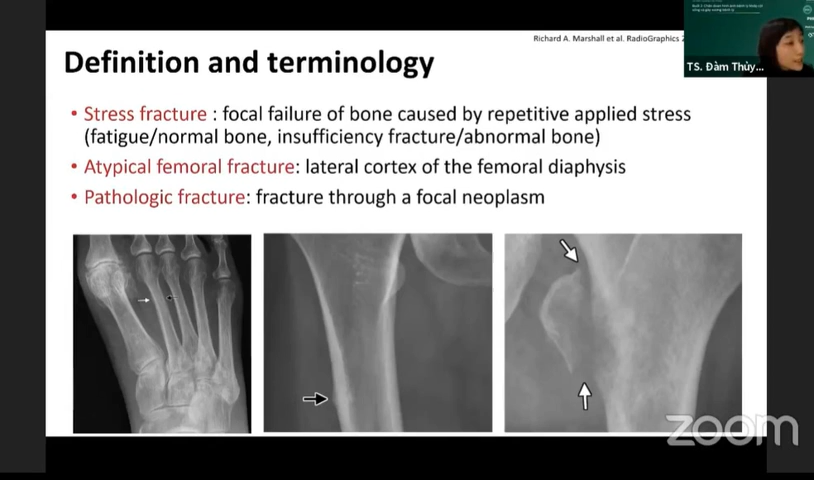 Richard A. Marshall et al. RadioGraphics
Definition and terminology
• Stress fracture : focal failure of bone caused by repetitive applied stress
(fatigue/normal bone, insufficiency fracture/abnormal bone)
• Atypical femoral fracture: lateral cortex of the femoral diaphysis
• Pathologic fracture: fracture through a focal neoplasm
TS. Đàm Thủy...
zoom